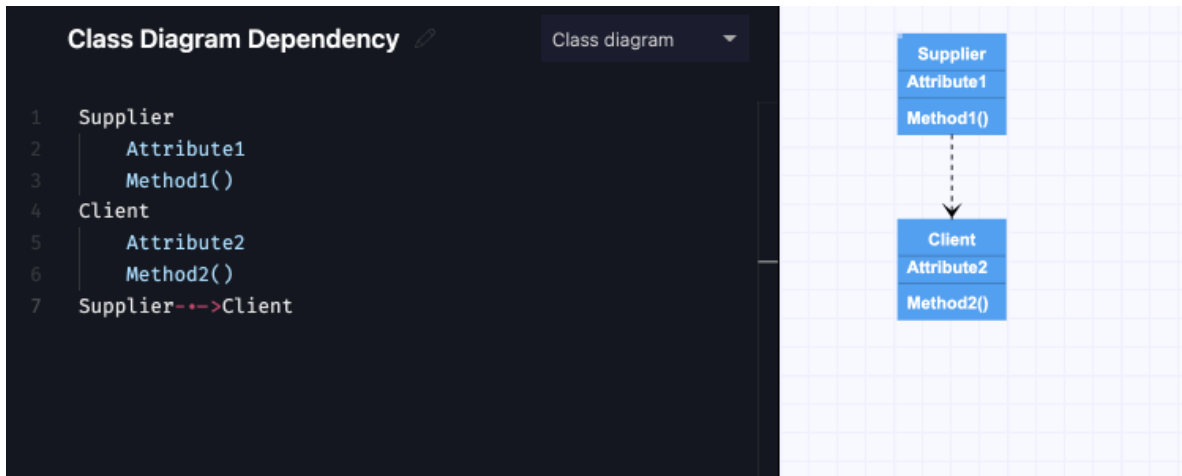 Class Diagram Dependency
Class diagram
1 Supplier
2 Attribute1
3 Method1()
4 Client
5 Attribute2
6 Method2()
7 Supplier-•->Client
Supplier
Attribute1
Method1()
Client
Attribute2
Method2()